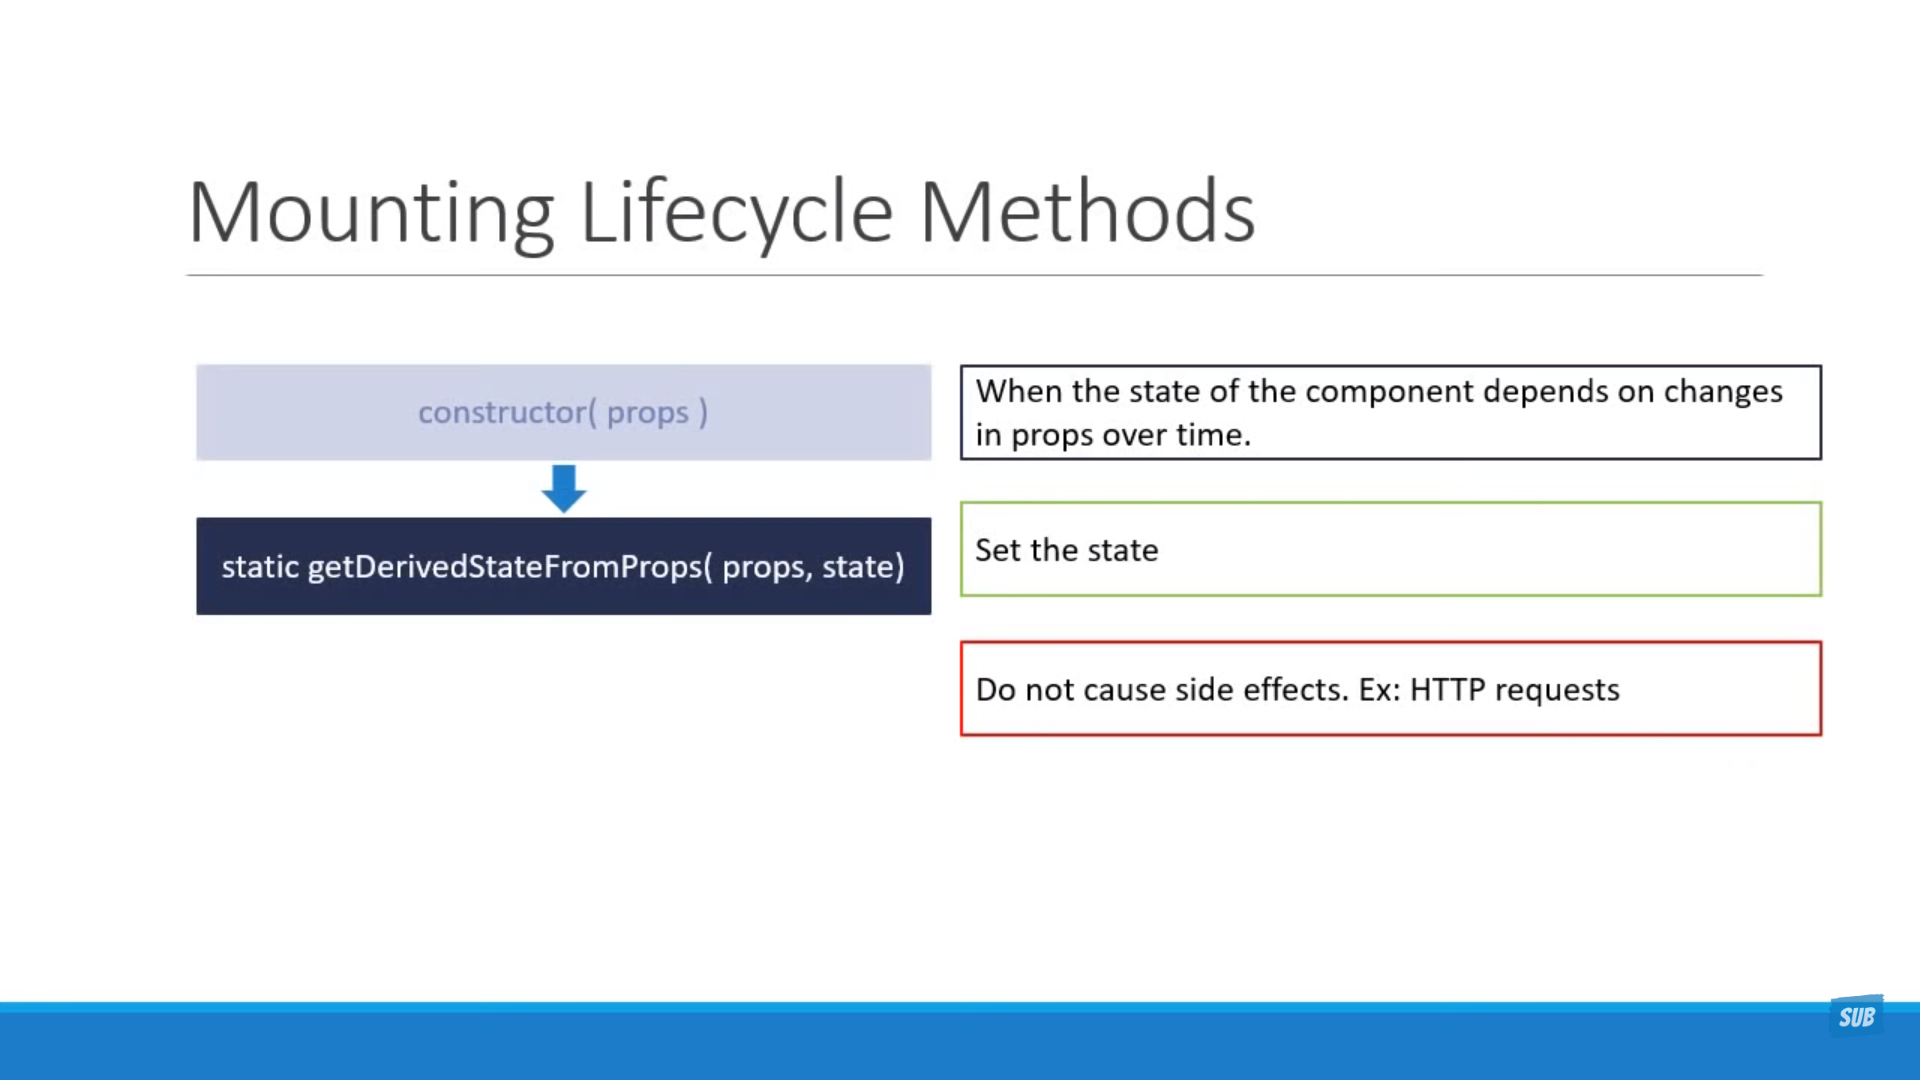 Mounting Lifecycle Methods
constructor( props )
static getDerivedStateFromProps( props, state)
When the state of the component depends on changes
in props over time.
Set the state
Do not cause side effects. Ex: HTTP requests
SUB